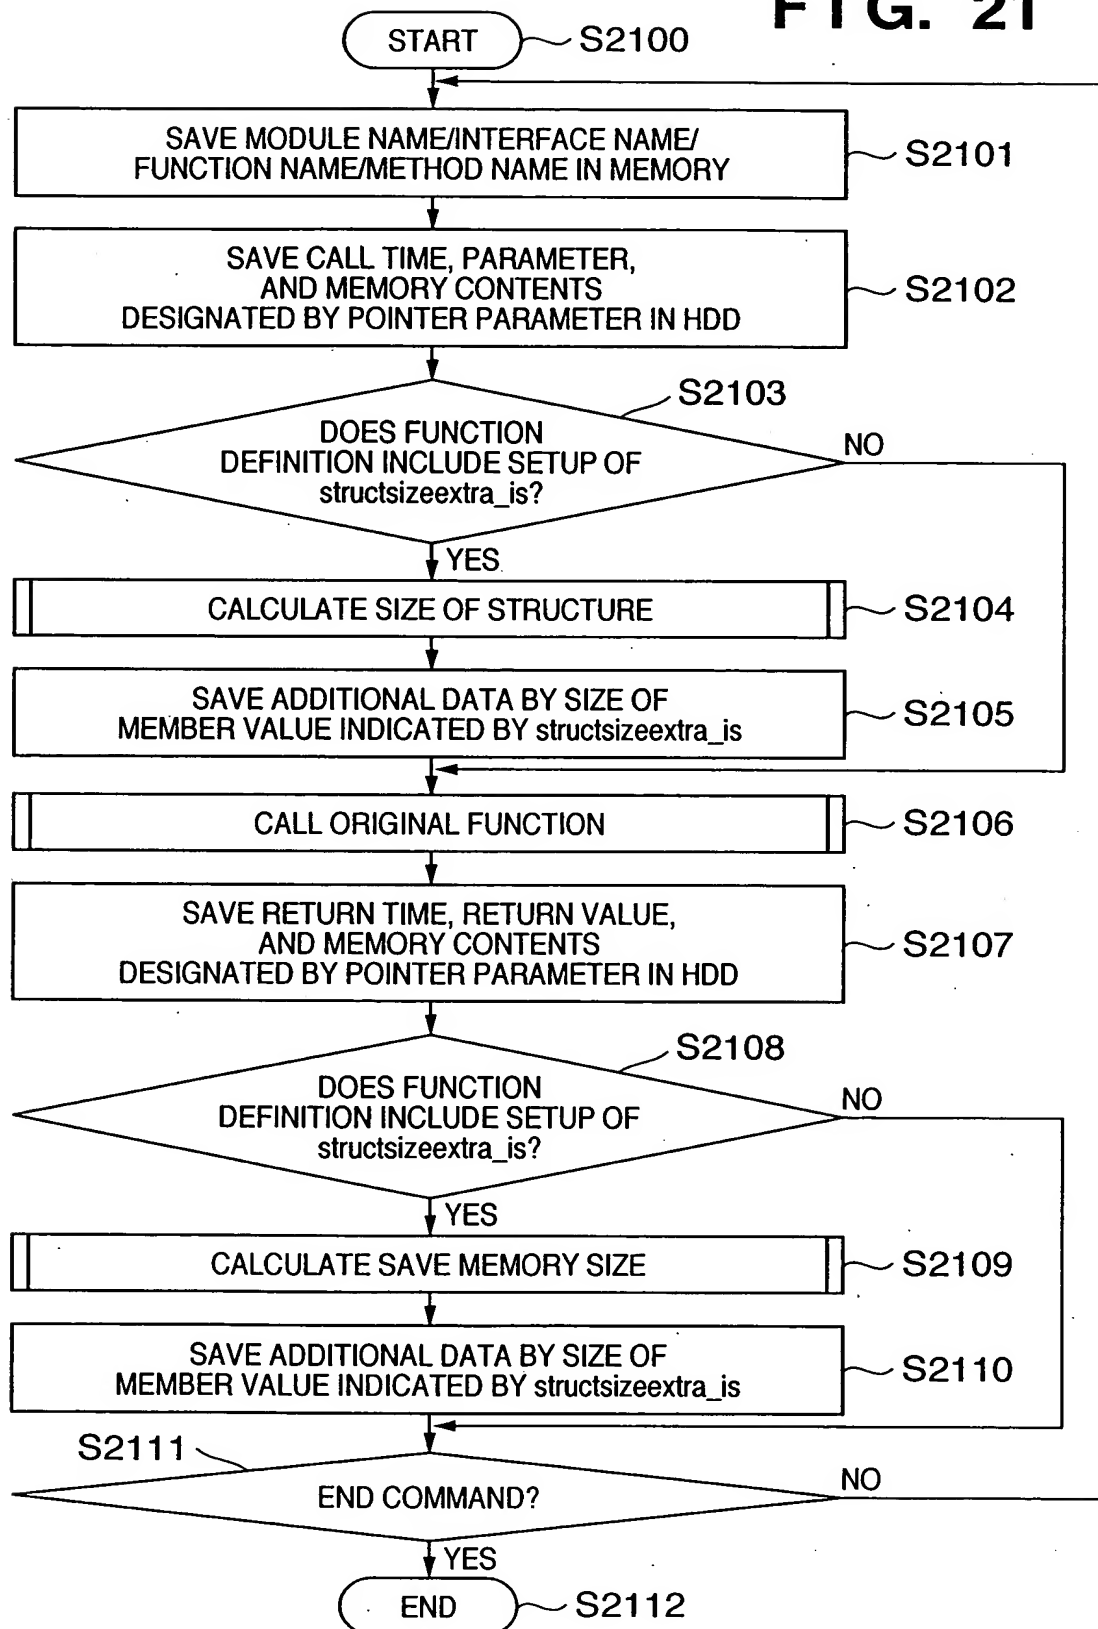 FIG. 21
START
S2100
SAVE MODULE NAME/INTERFACE NAME/
FUNCTION NAME/METHOD NAME IN MEMORY
S2101
SAVE CALL TIME, PARAMETER,
AND MEMORY CONTENTS
DESIGNATED BY POINTER PARAMETER IN HDD
S2102
S2103
DOES FUNCTION
DEFINITION INCLUDE SETUP OF
structsizeextra_is?
NO
YES
CALCULATE SIZE OF STRUCTURE
S2104
SAVE ADDITIONAL DATA BY SIZE OF
MEMBER VALUE INDICATED BY structsizeextra_is
S2105
CALL ORIGINAL FUNCTION
S2106
SAVE RETURN TIME, RETURN VALUE,
AND MEMORY CONTENTS
DESIGNATED BY POINTER PARAMETER IN HDD
S2107
S2108
DOES FUNCTION
DEFINITION INCLUDE SETUP OF
structsizeextra_is?
NO
YES
CALCULATE SAVE MEMORY SIZE
S2109
SAVE ADDITIONAL DATA BY SIZE OF
MEMBER VALUE INDICATED BY structsizeextra_is
S2110
S2111
END COMMAND?
NO
YES
END
S2112